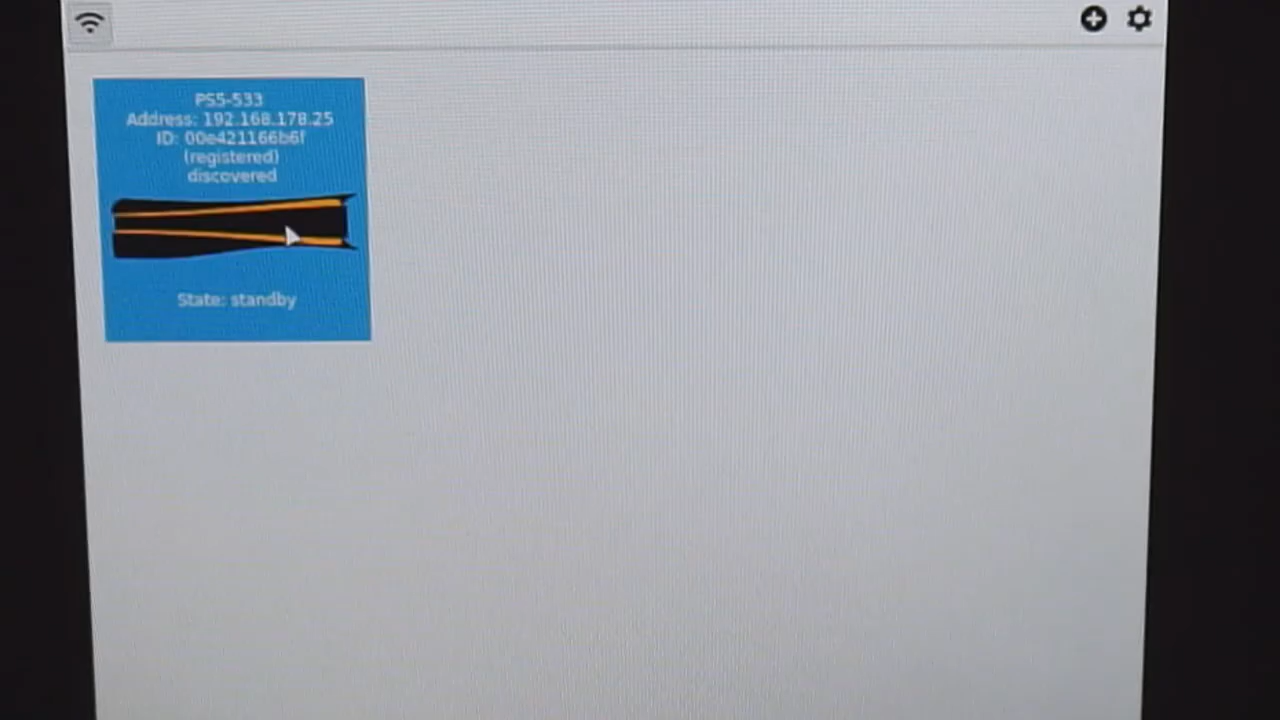 PS5-533
Address: 192.168.178.25
ID: 00e421166b6f
(registered)
discovered
State: standby